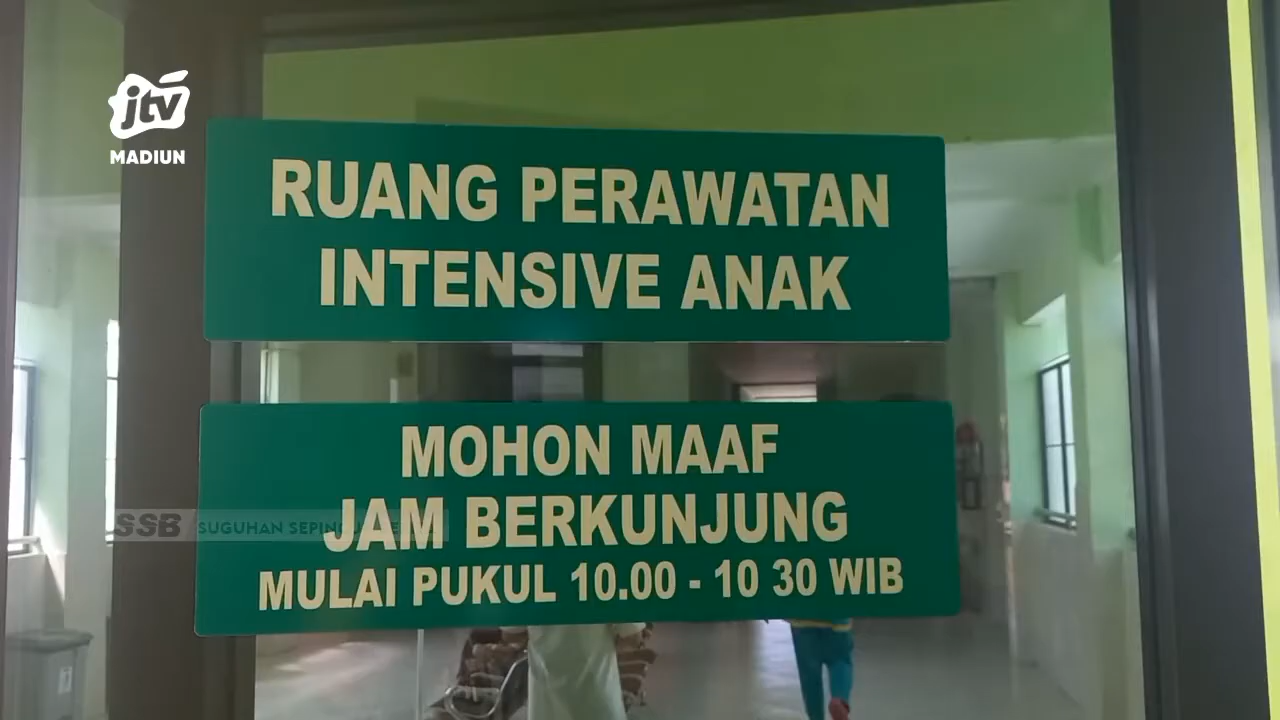 jtv
MADIUN
RUANG PERAWATAN
INTENSIVE ANAK
MOHON MAAF
JAM BERKUNJUNG
MULAI PUKUL 10.00 - 10 30 WIB
SSB
SUGUHAN